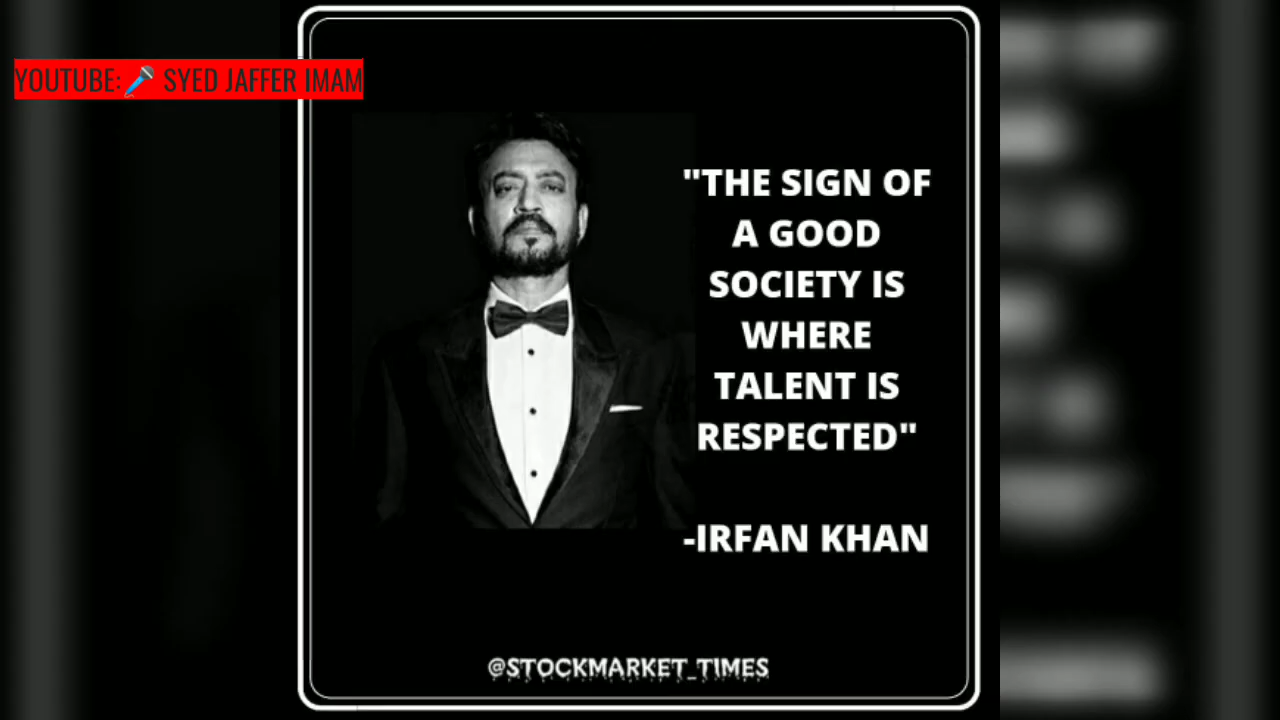 YOUTUBE:🎤 SYED JAFFER IMAM
"THE SIGN OF
A GOOD
SOCIETY IS
WHERE
TALENT IS
RESPECTED"
-IRFAN KHAN
@STOCKMARKET_TIMES